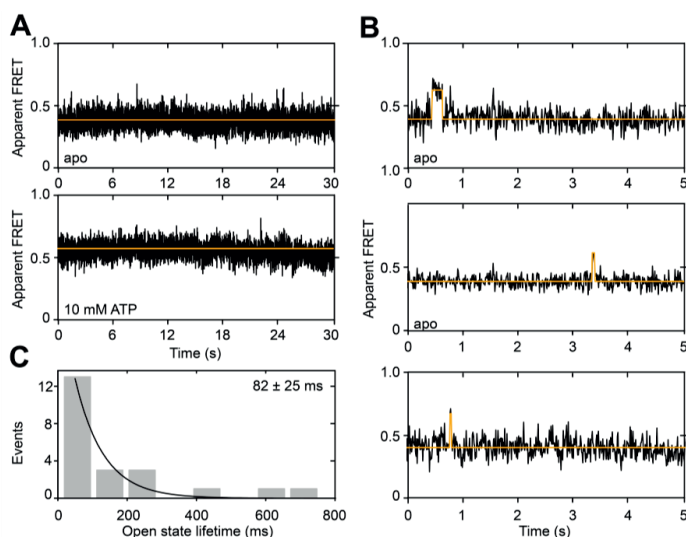 A
1.0
0.5
0
Apparent FRET
apo
0 6 12 18 24 30
1.0
0.5
0
Apparent FRET
10 mM ATP
0 6 12 18 24 30
Time (s)
B
1.0
0.5
1.0
apo
0 1 2 3 4 5
Apparent FRET
0.5
0
apo
0 1 2 3 4 5
1.0
0.5
0
0 1 2 3 4 5
Time (s)
C
82 ± 25 ms
12
8
4
0
Events
0 200 400 600 800
Open state lifetime (ms)